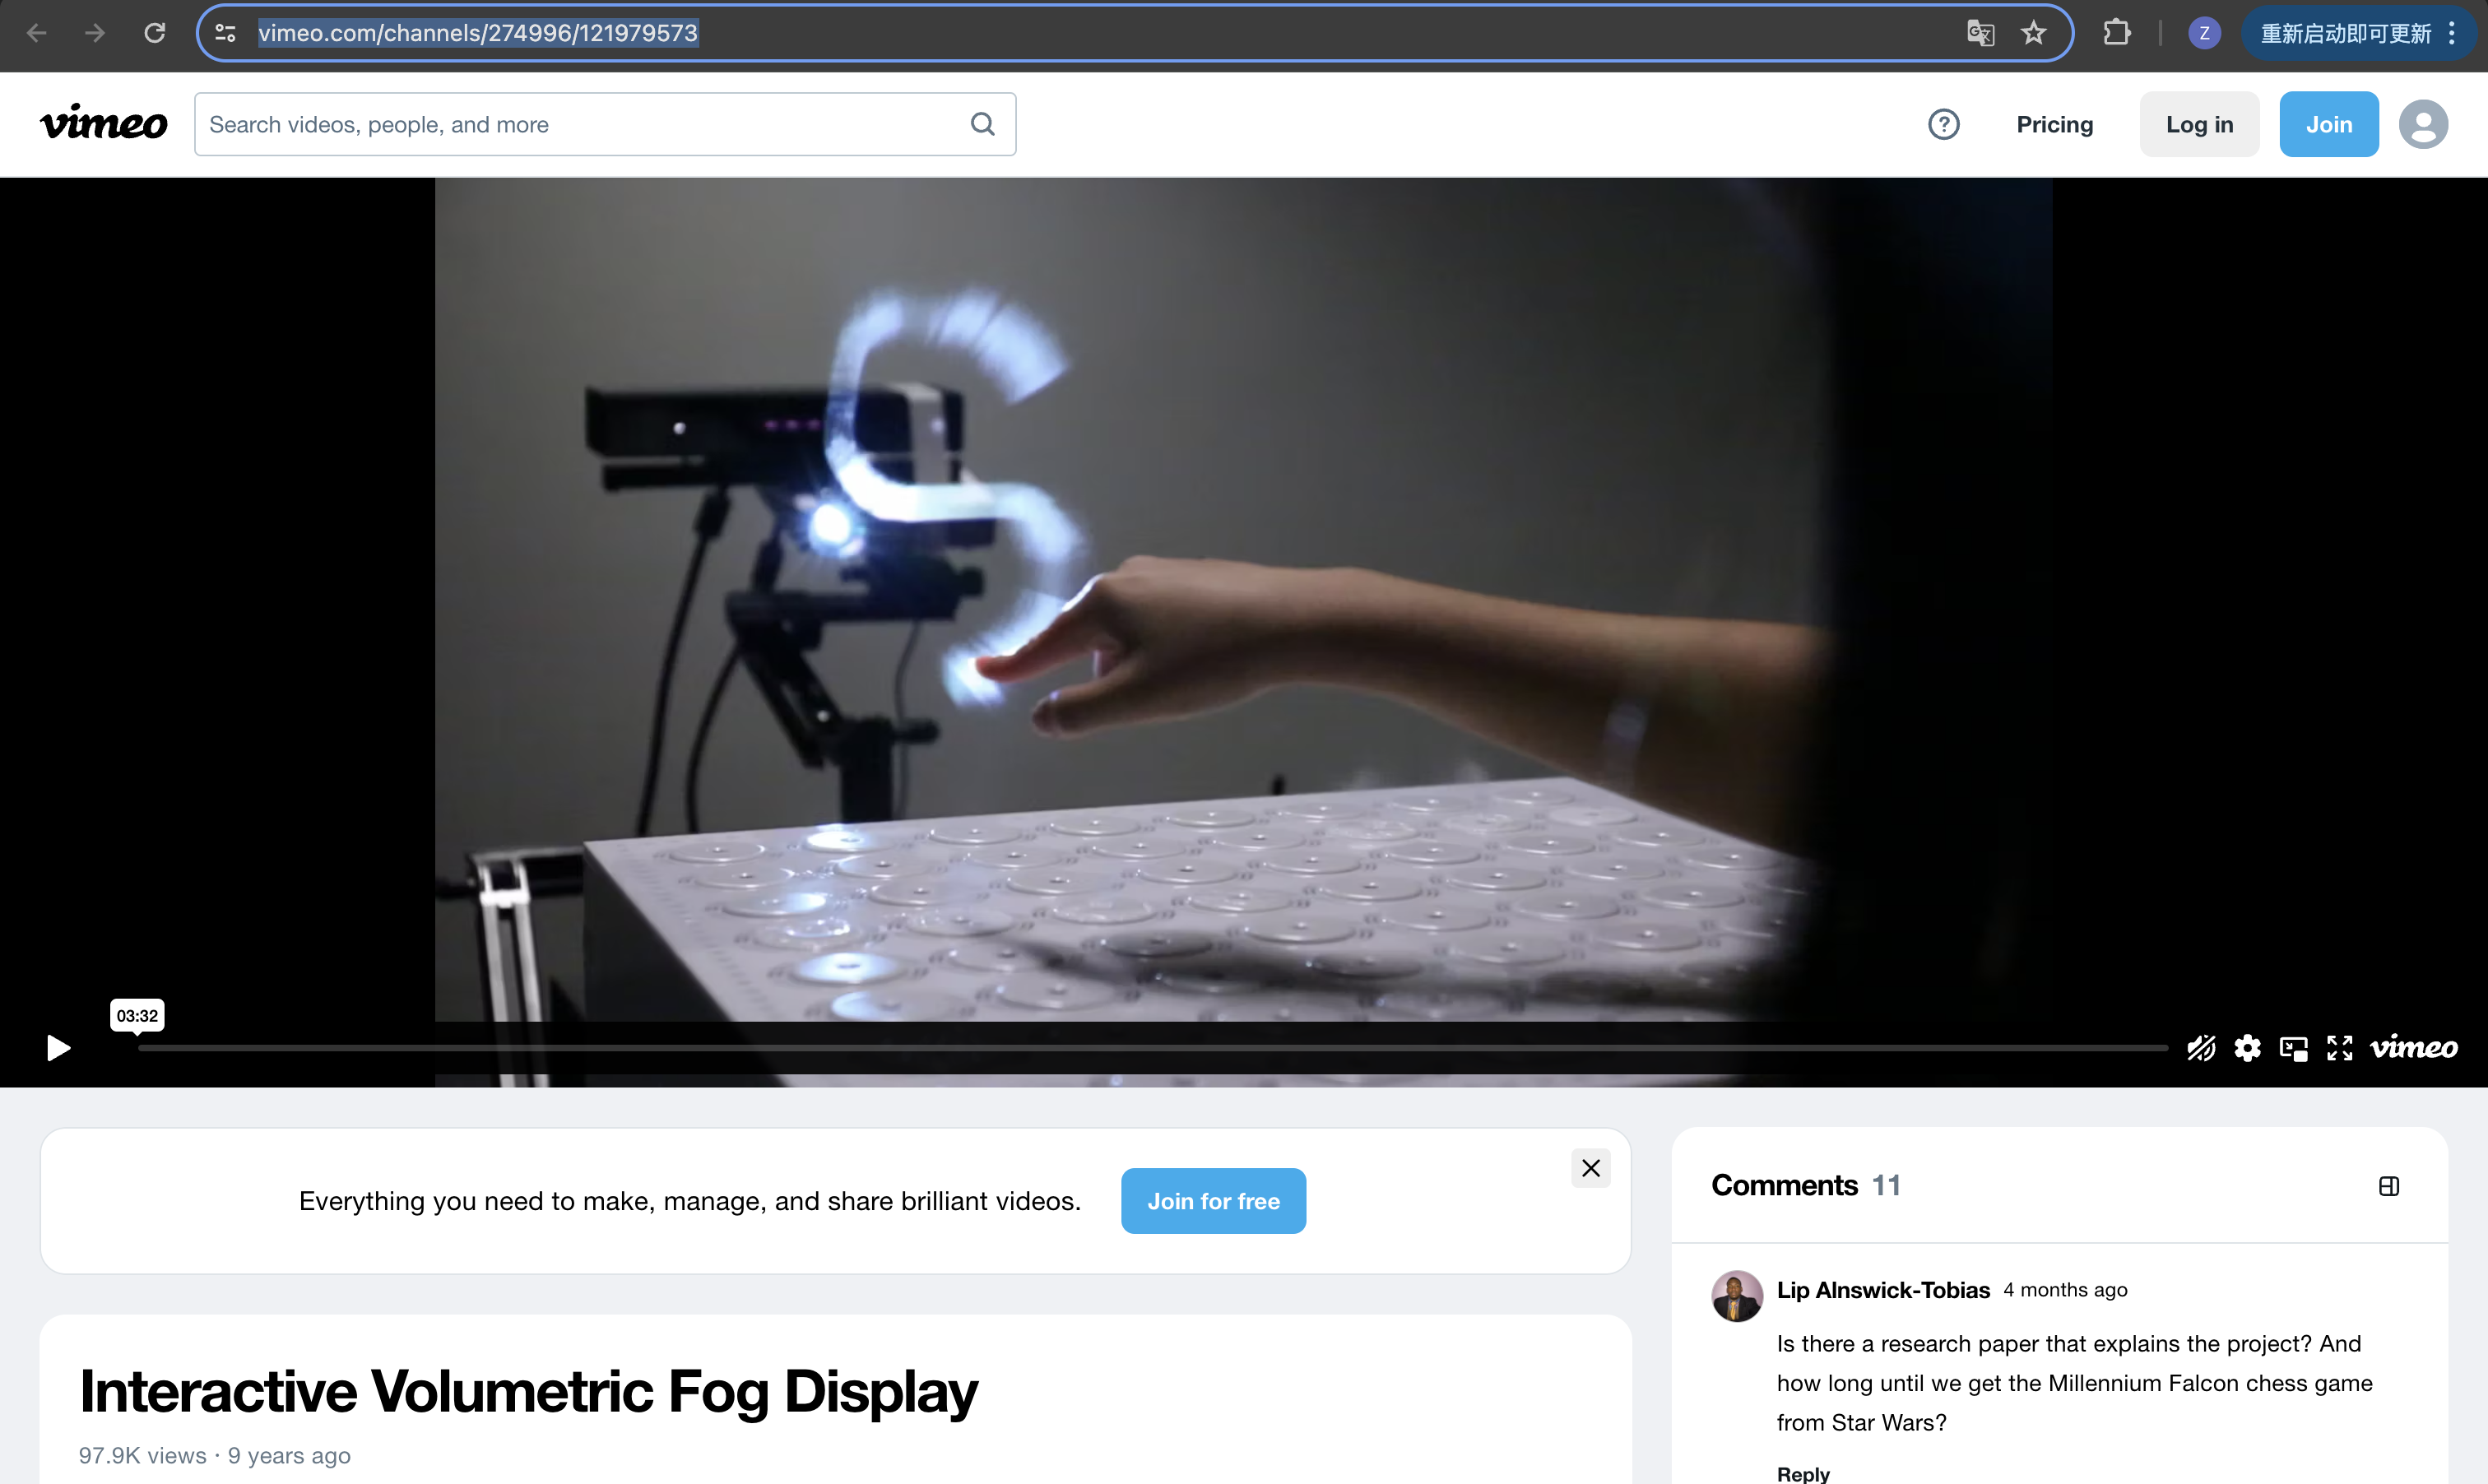 vimeo.com/channels/274996/121979573
Z
重新启动即可更新
vimeo
Search videos, people, and more
Pricing
Log in
Join
03:32
vimeo
Everything you need to make, manage, and share brilliant videos.
Join for free
Interactive Volumetric Fog Display
97.9K views · 9 years ago
Comments 11
Lip Alnswick-Tobias 4 months ago
Is there a research paper that explains the project? And
how long until we get the Millennium Falcon chess game
from Star Wars?
Reply